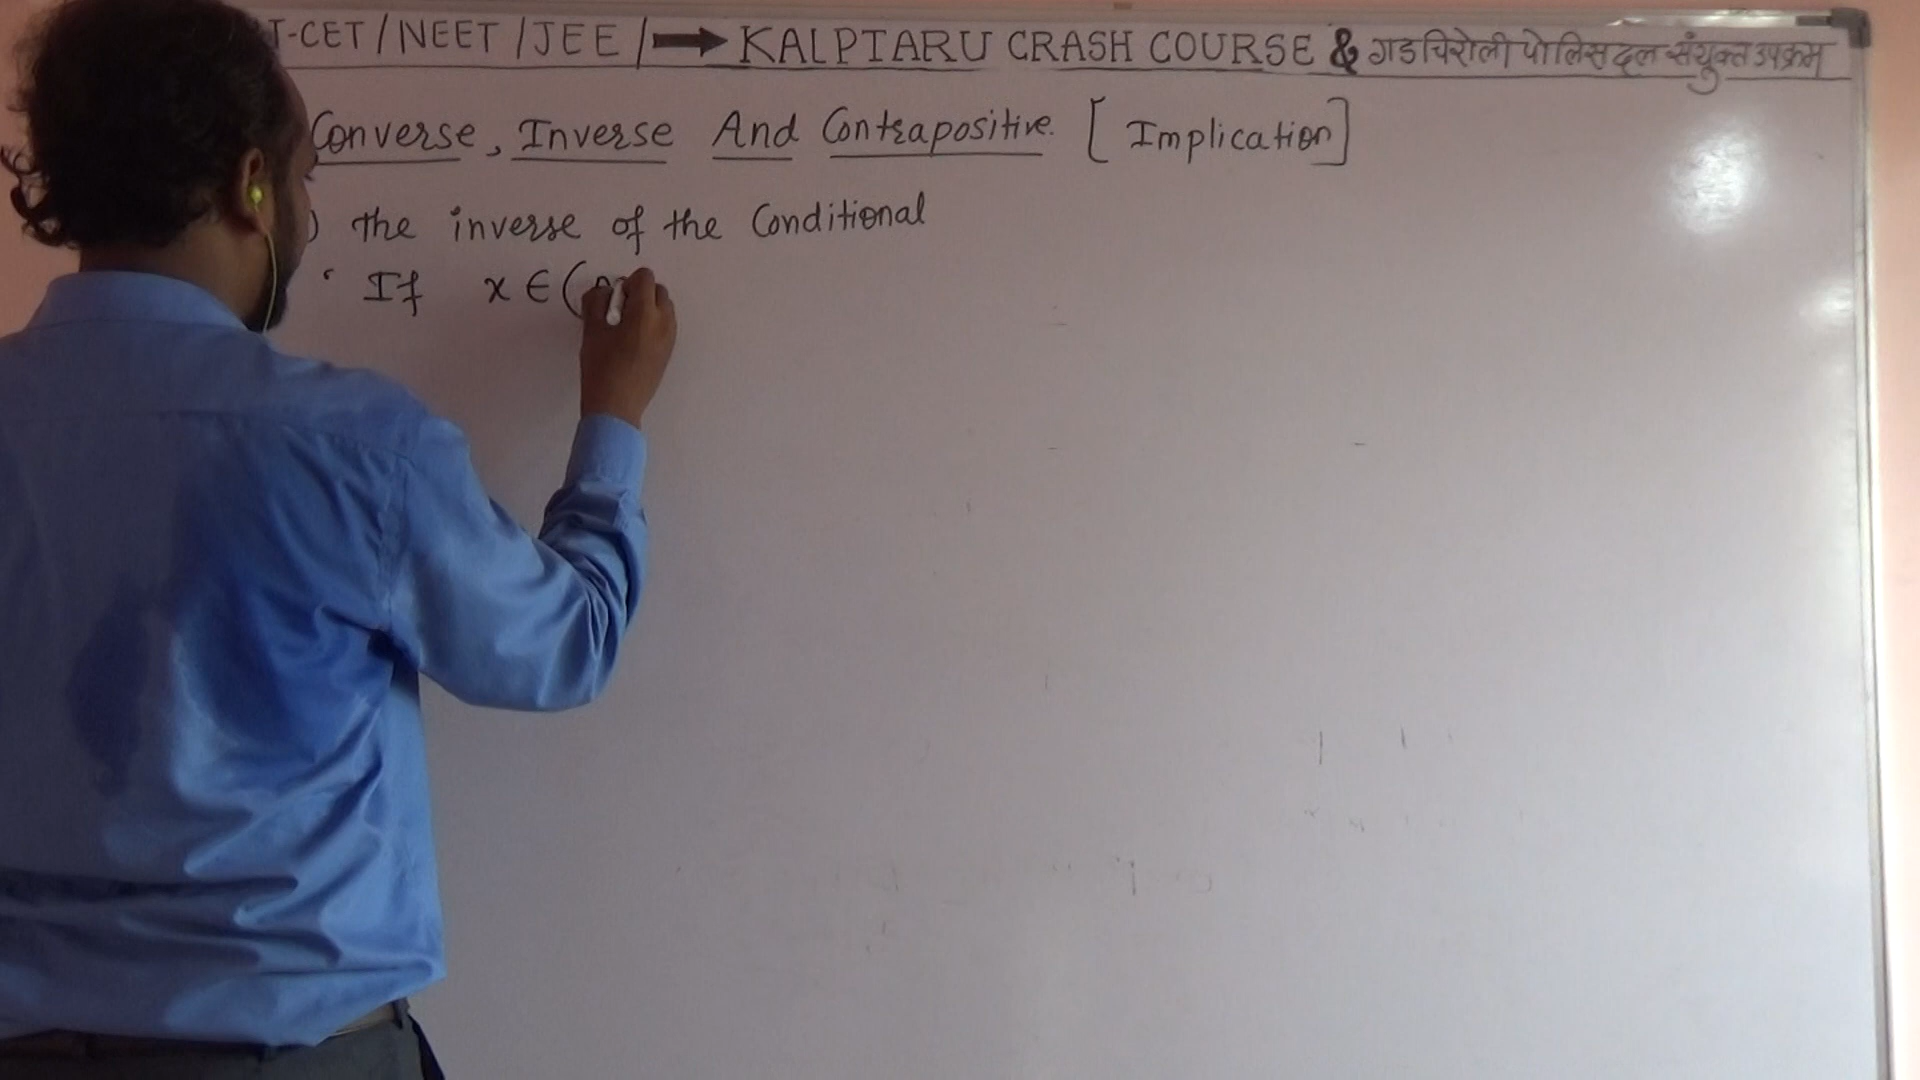 T-CET / NEET / JEE / → KALPTARU CRASH COURSE & गडचिरोली पोलिस दल संयुक्त उपक्रम
Converse, Inverse And Contrapositive. [Implication]
) the inverse of the Conditional
‘ If x ∈ (